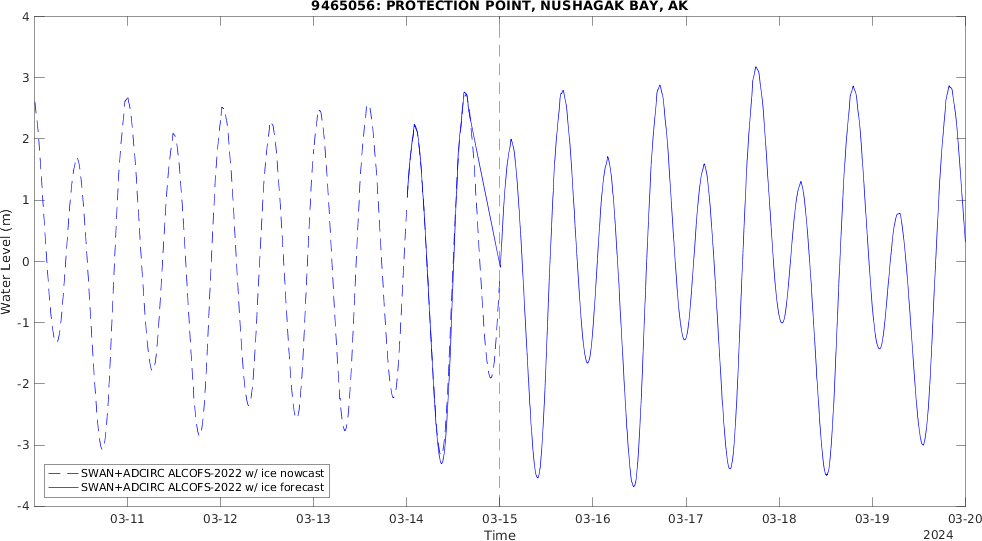 9465056: PROTECTION POINT, NUSHAGAK BAY, AK
Water Level (m)
4
3
2
1
0
-1
-2
-3
-4
SWAN+ADCIRC ALCOFS-2022 w/ ice nowcast
SWAN+ADCIRC ALCOFS-2022 w/ ice forecast
03-11 03-12 03-13 03-14 03-15 03-16 03-17 03-18 03-19 03-20
Time
2024